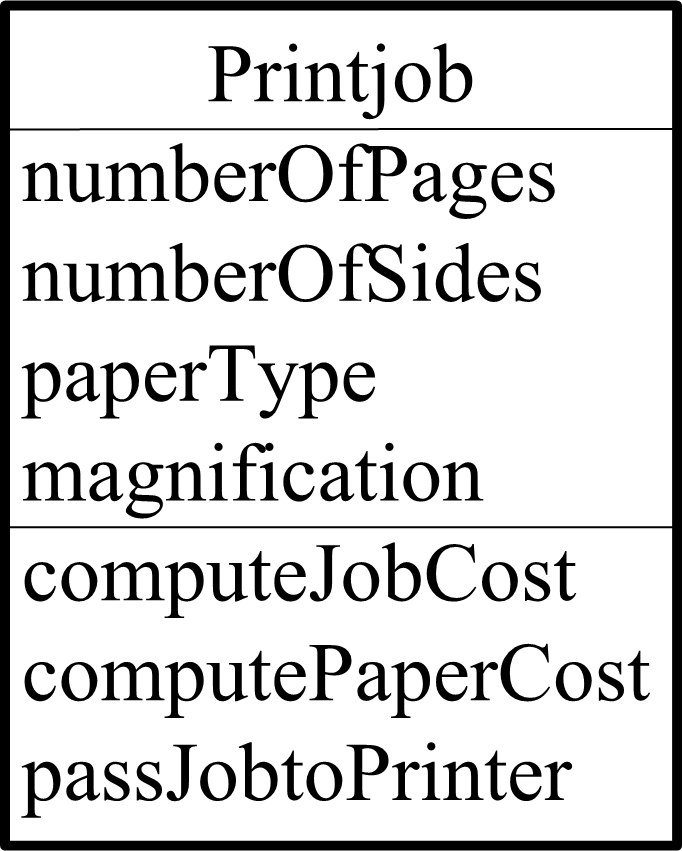 Printjob
numberOfPages
numberOfSides
paperType
magnification
computeJobCost
computePaperCost
passJobtoPrinter